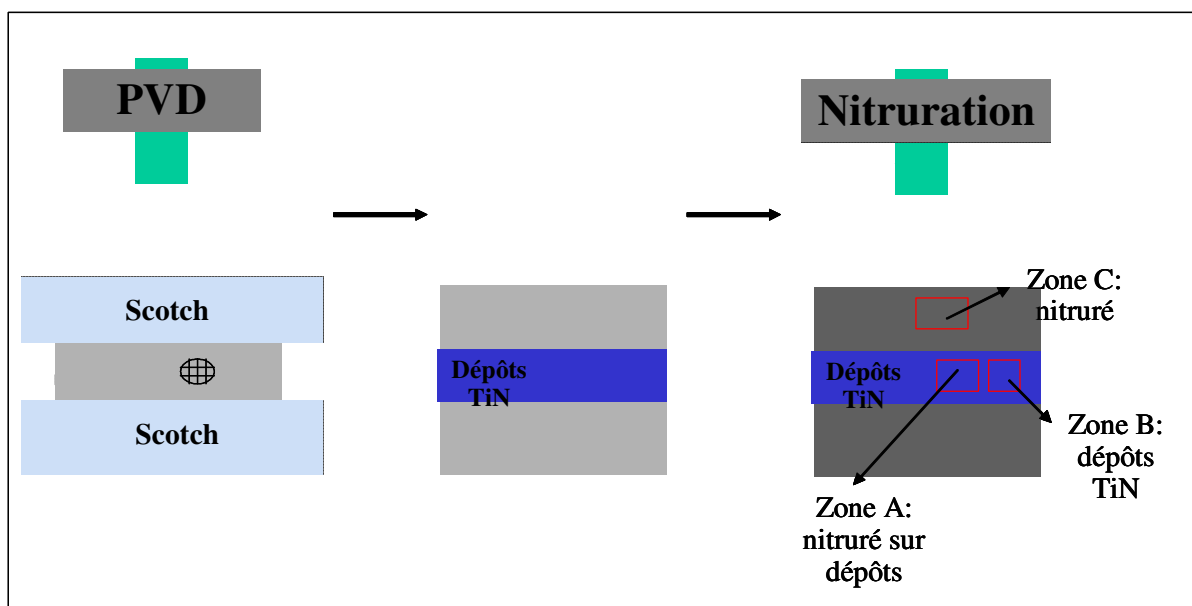 PVD
Nitruration
Scotch
Scotch
Dépôts
TiN
Dépôts
TiN
Zone C:
nitruré
Zone B:
dépôts
TiN
Zone A:
nitruré sur
dépôts